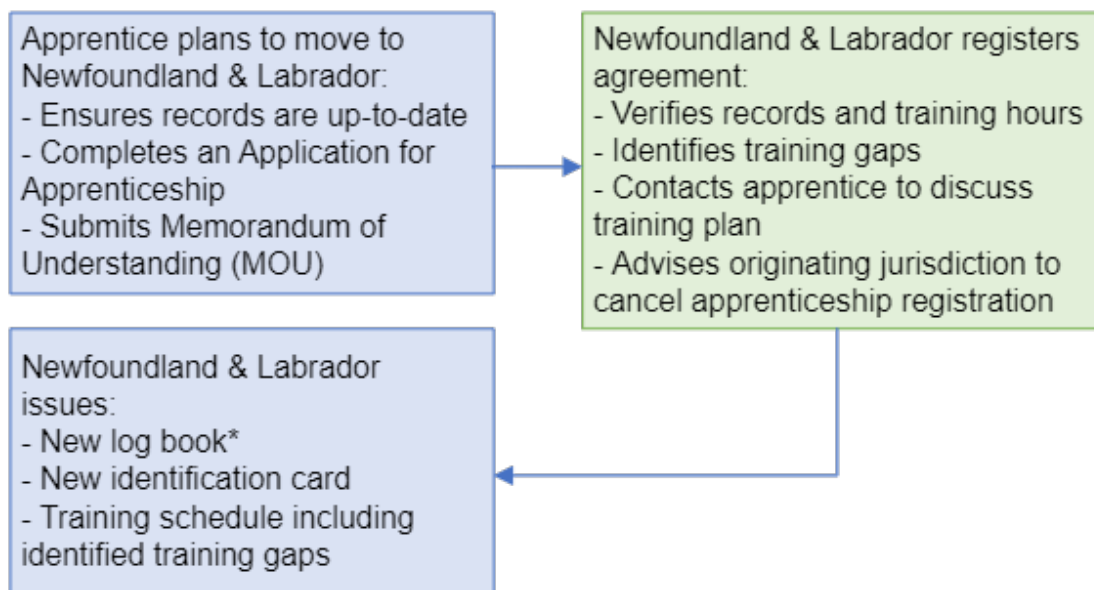 Apprentice plans to move to
Newfoundland & Labrador:
- Ensures records are up-to-date
- Completes an Application for
Apprenticeship
- Submits Memorandum of
Understanding (MOU)
Newfoundland & Labrador registers
agreement:
- Verifies records and training hours
- Identifies training gaps
- Contacts apprentice to discuss
training plan
- Advises originating jurisdiction to
cancel apprenticeship registration
Newfoundland & Labrador
issues:
- New log book*
- New identification card
- Training schedule including
identified training gaps